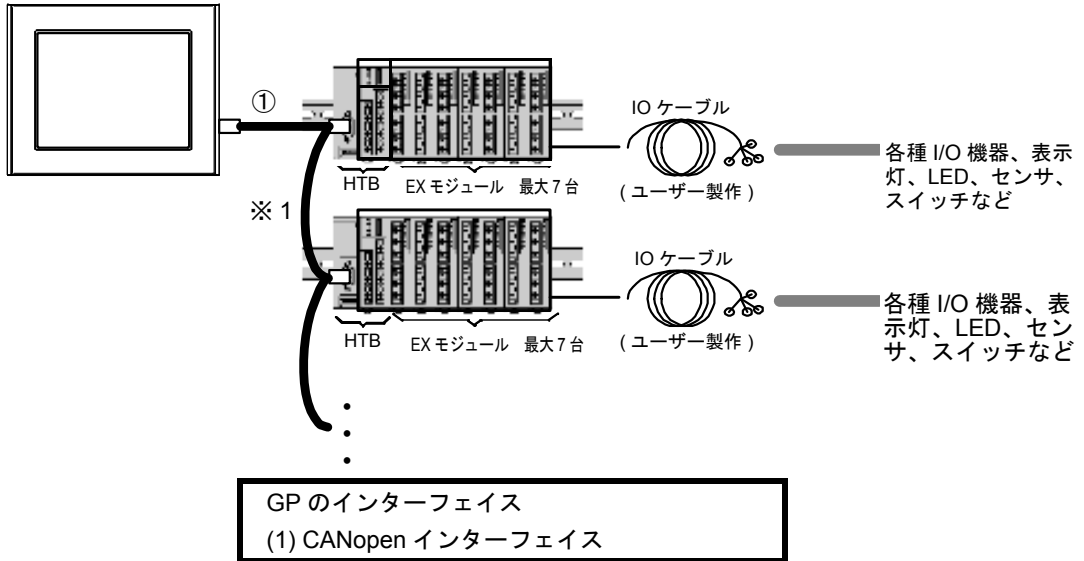 ①
IO ケーブル
HTB
EX モジュール 最大 7 台
( ユーザー製作 )
各種 I/O 機器、表示
灯、LED、センサ、
スイッチなど
※ 1
IO ケーブル
HTB
EX モジュール 最大 7 台
( ユーザー製作 )
各種 I/O 機器、表
示灯、LED、セン
サ、スイッチなど
GP のインターフェイス
(1) CANopen インターフェイス